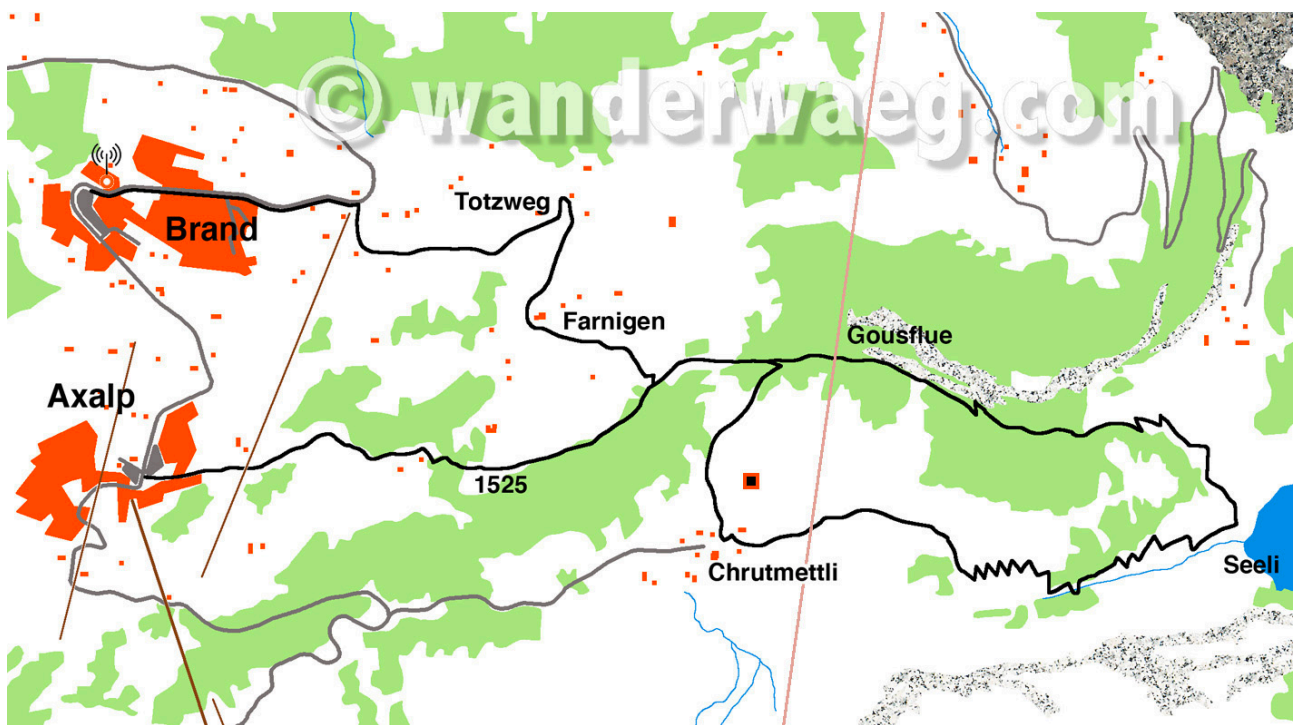 © wanderwaeg.com
Totzweg
Brand
Farnigen
Gousflue
Axalp
1525
Chrutmettli
Seeli